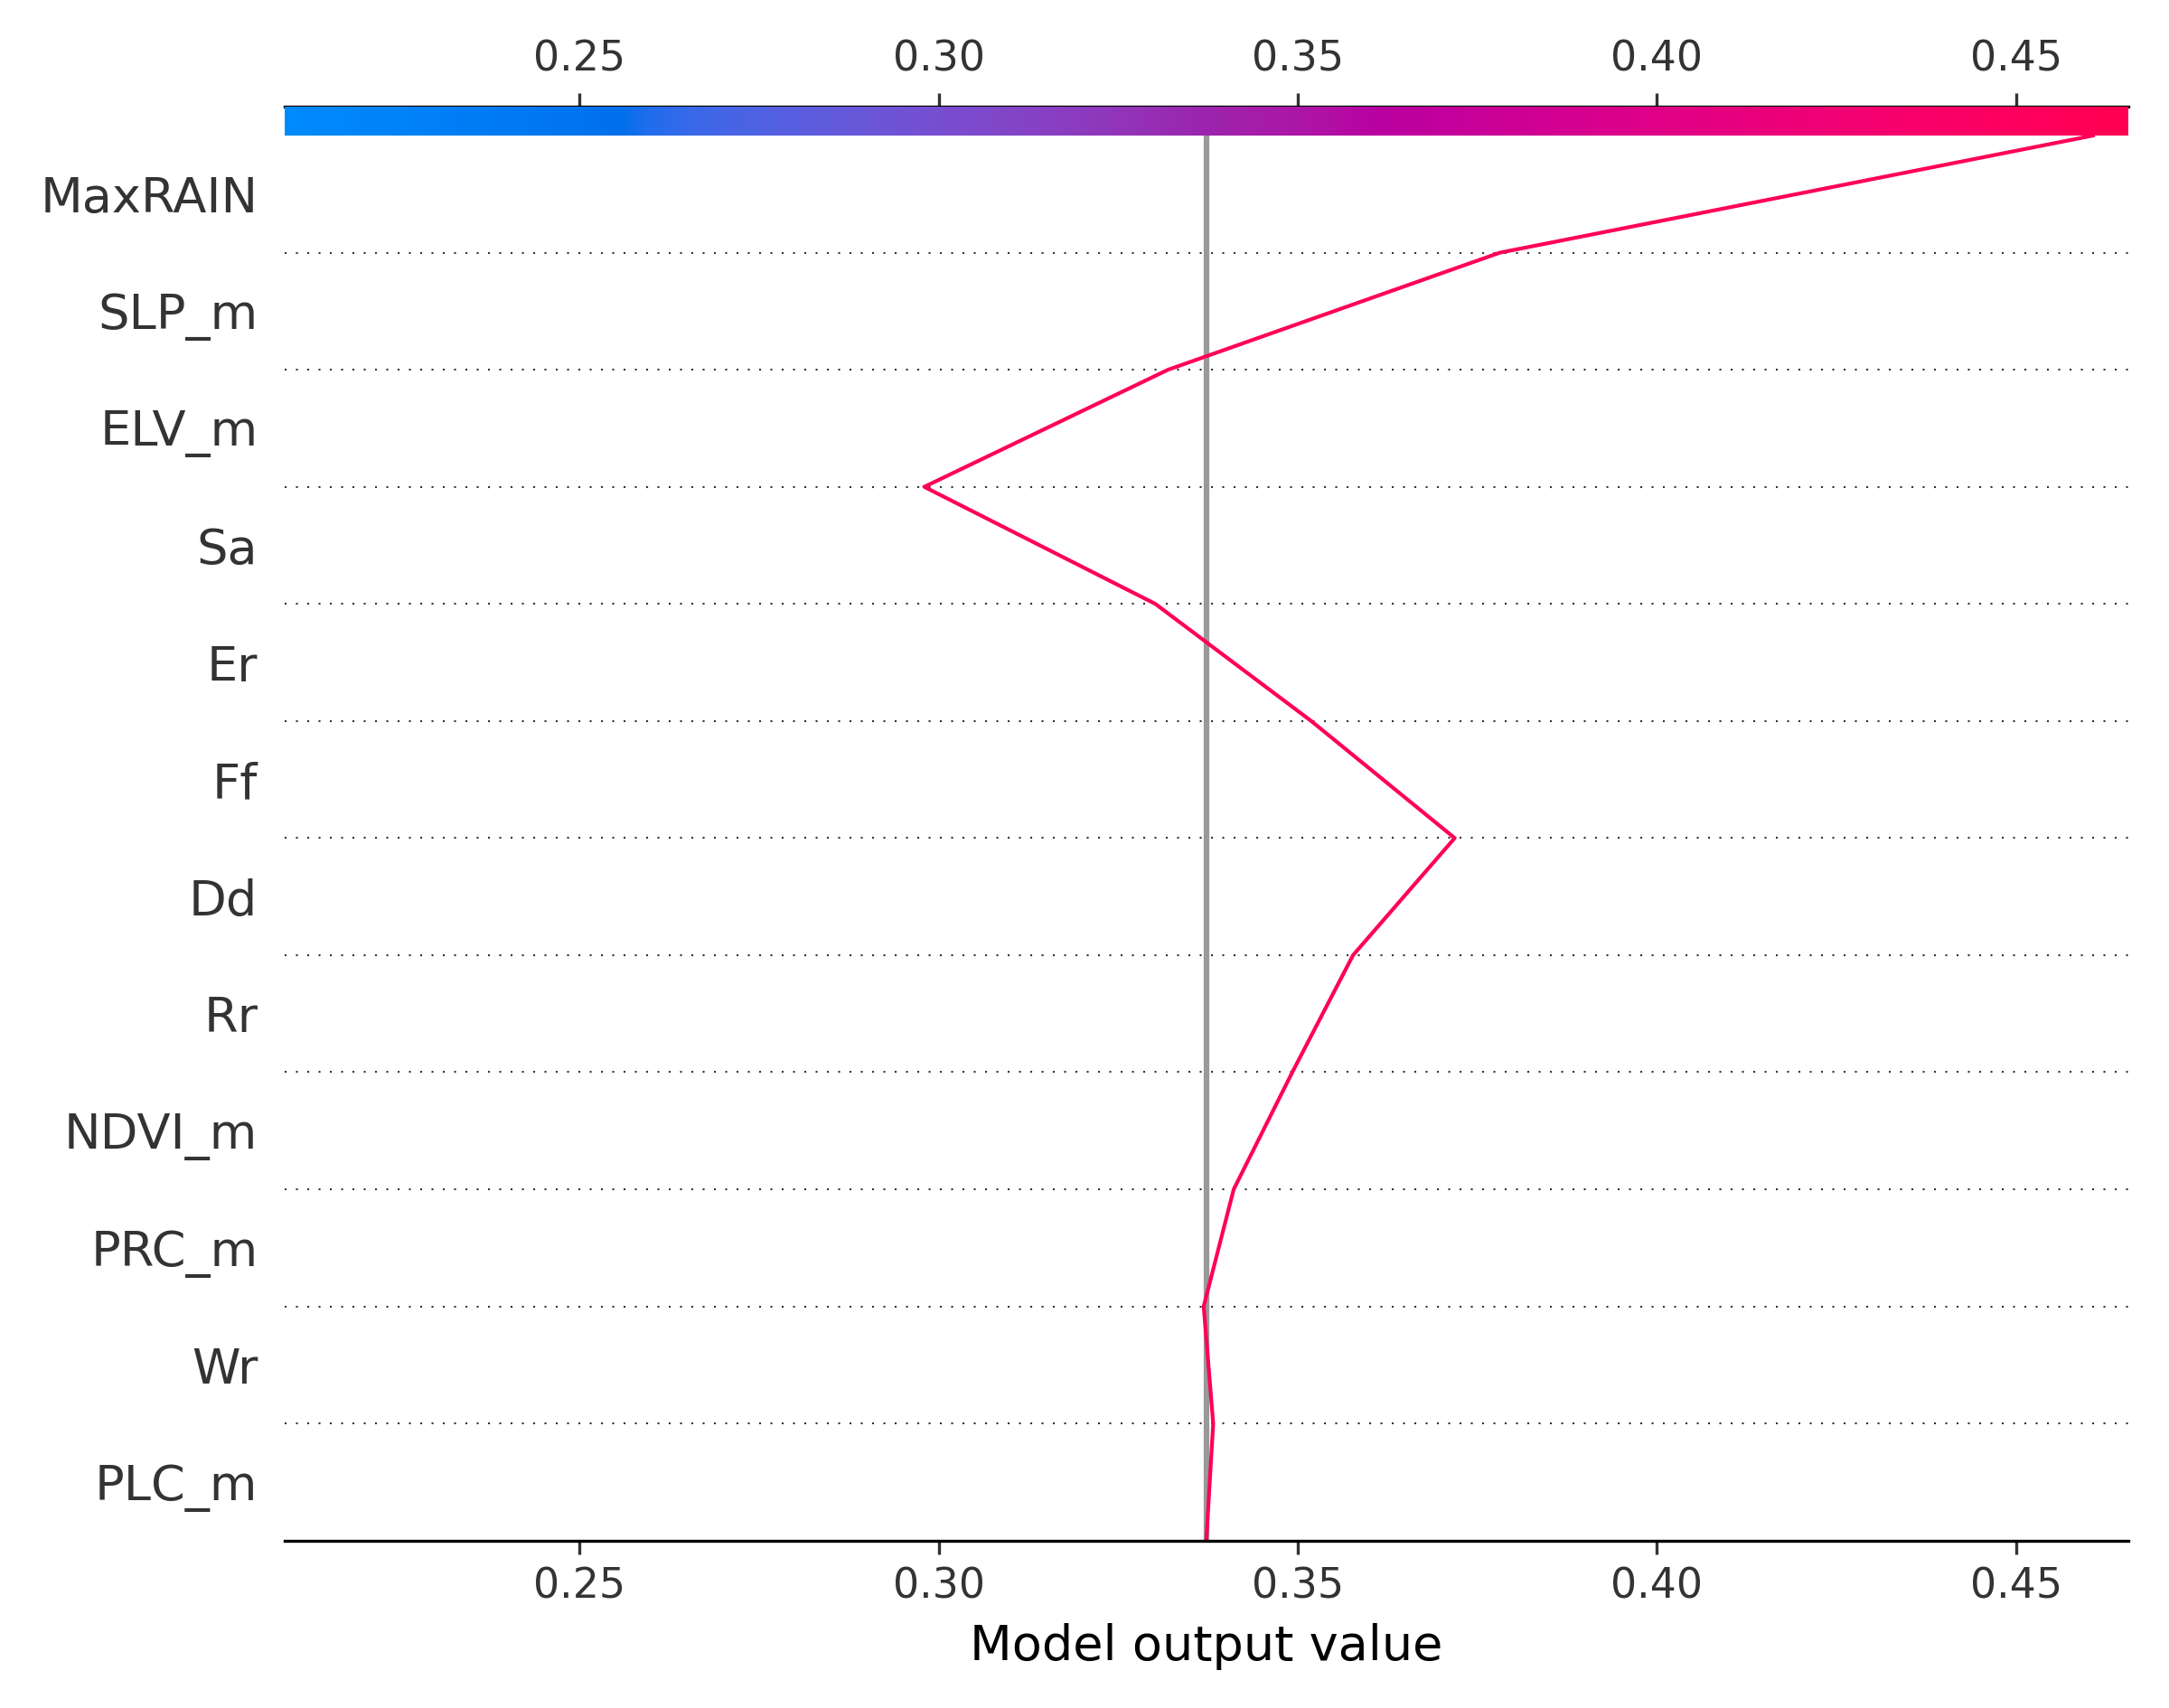 0.25 0.30 0.35 0.40 0.45
MaxRAIN
SLP_m
ELV_m
Sa
Er
Ff
Dd
Rr
NDVI_m
PRC_m
Wr
PLC_m
0.25 0.30 0.35 0.40 0.45
Model output value